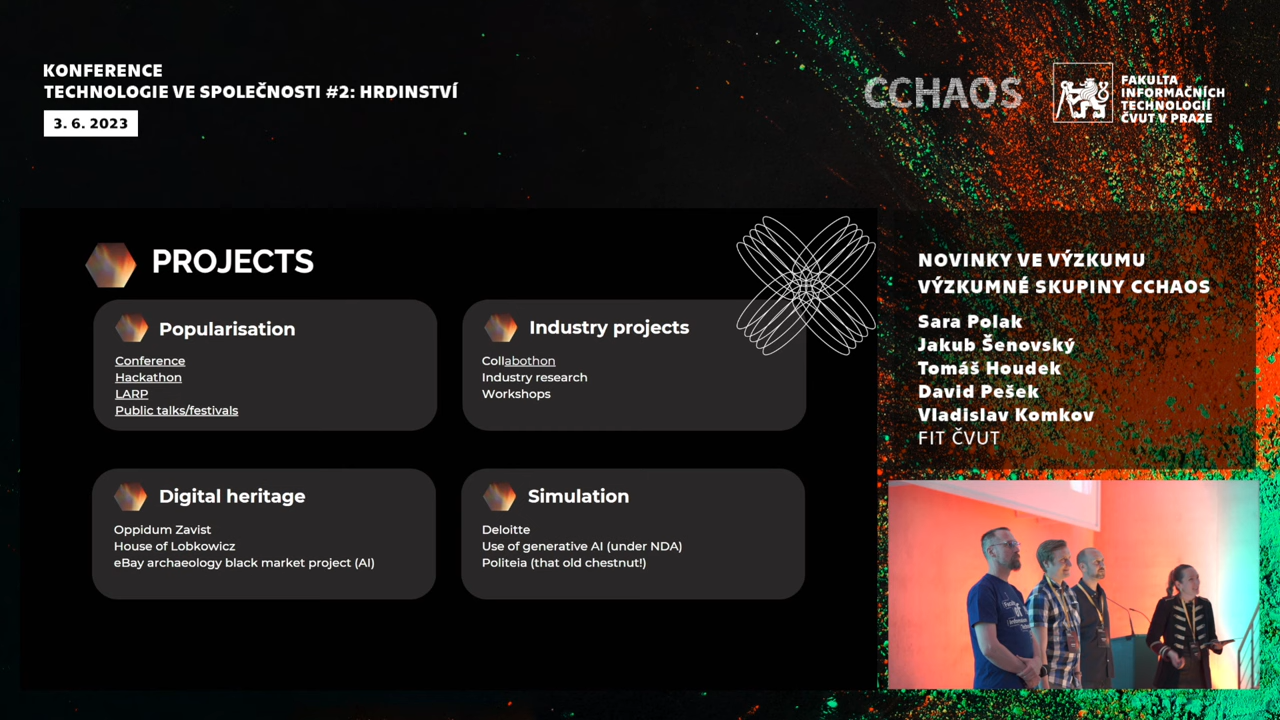 KONFERENCE
TECHNOLOGIE VE SPOLEČNOSTI #2: HRDINSTVÍ
3. 6. 2023
CCHAOS
FAKULTA
INFORMAČNÍCH
TECHNOLOGIÍ
ČVUT V PRAZE
PROJECTS
Popularisation
Conference
Hackathon
LARP
Public talks/festivals
Industry projects
Collabothon
Industry research
Workshops
Digital heritage
Oppidum Zavist
House of Lobkowicz
eBay archaeology black market project (AI)
Simulation
Deloitte
Use of generative AI (under NDA)
Politeia (that old chestnut!)
NOVINKY VE VÝZKUMU
VÝZKUMNÉ SKUPINY CCHAOS
Sara Polak
Jakub Šenovský
Tomáš Houdek
David Pešek
Vladislav Komkov
FIT ČVUT